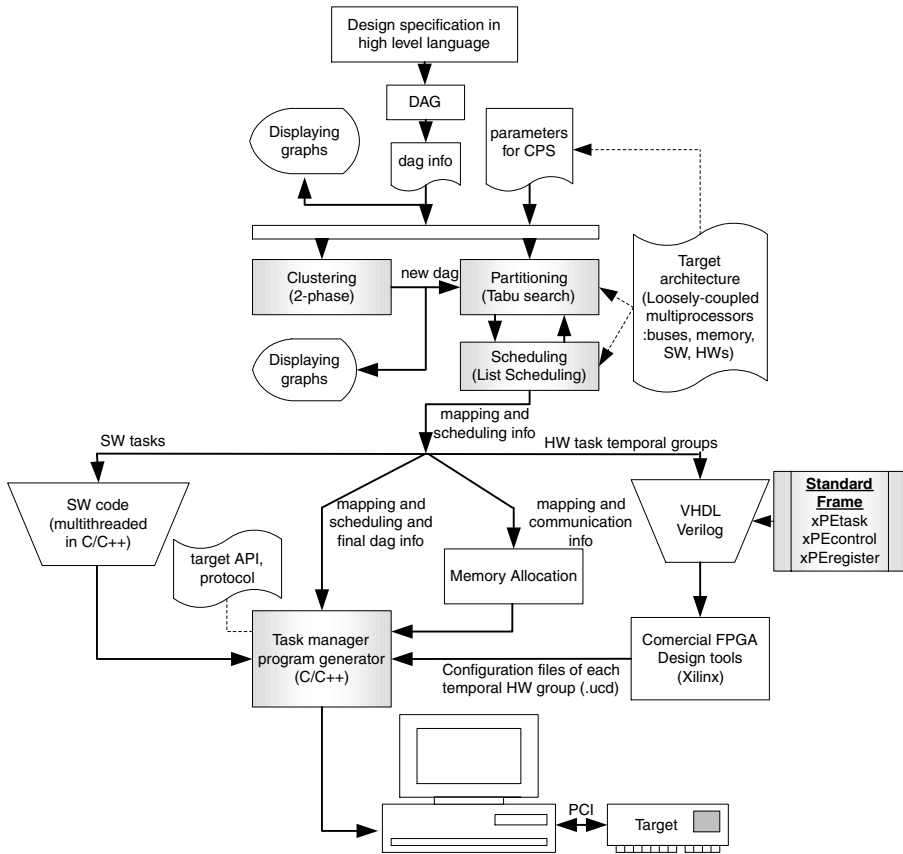 Design specification in
high level language
DAG
Displaying
graphs
dag info
parameters
for CPS
Target
architecture
(Loosely-coupled
multiprocessors
:buses, memory,
SW, HWs)
Clustering
(2-phase)
new dag
Partitioning
(Tabu search)
Displaying
graphs
Scheduling
(List Scheduling)
mapping and
scheduling info
SW tasks
HW task temporal groups
SW code
(multithreaded
in C/C++)
mapping and
scheduling and
final dag info
mapping and
communication
info
VHDL
Verilog
Standard
Frame
xPEtask
xPEcontrol
xPEregister
target API,
protocol
Memory Allocation
Task manager
program generator
(C/C++)
Configuration files of each
temporal HW group (.ucd)
Comercial FPGA
Design tools
(Xilinx)
PCI
Target